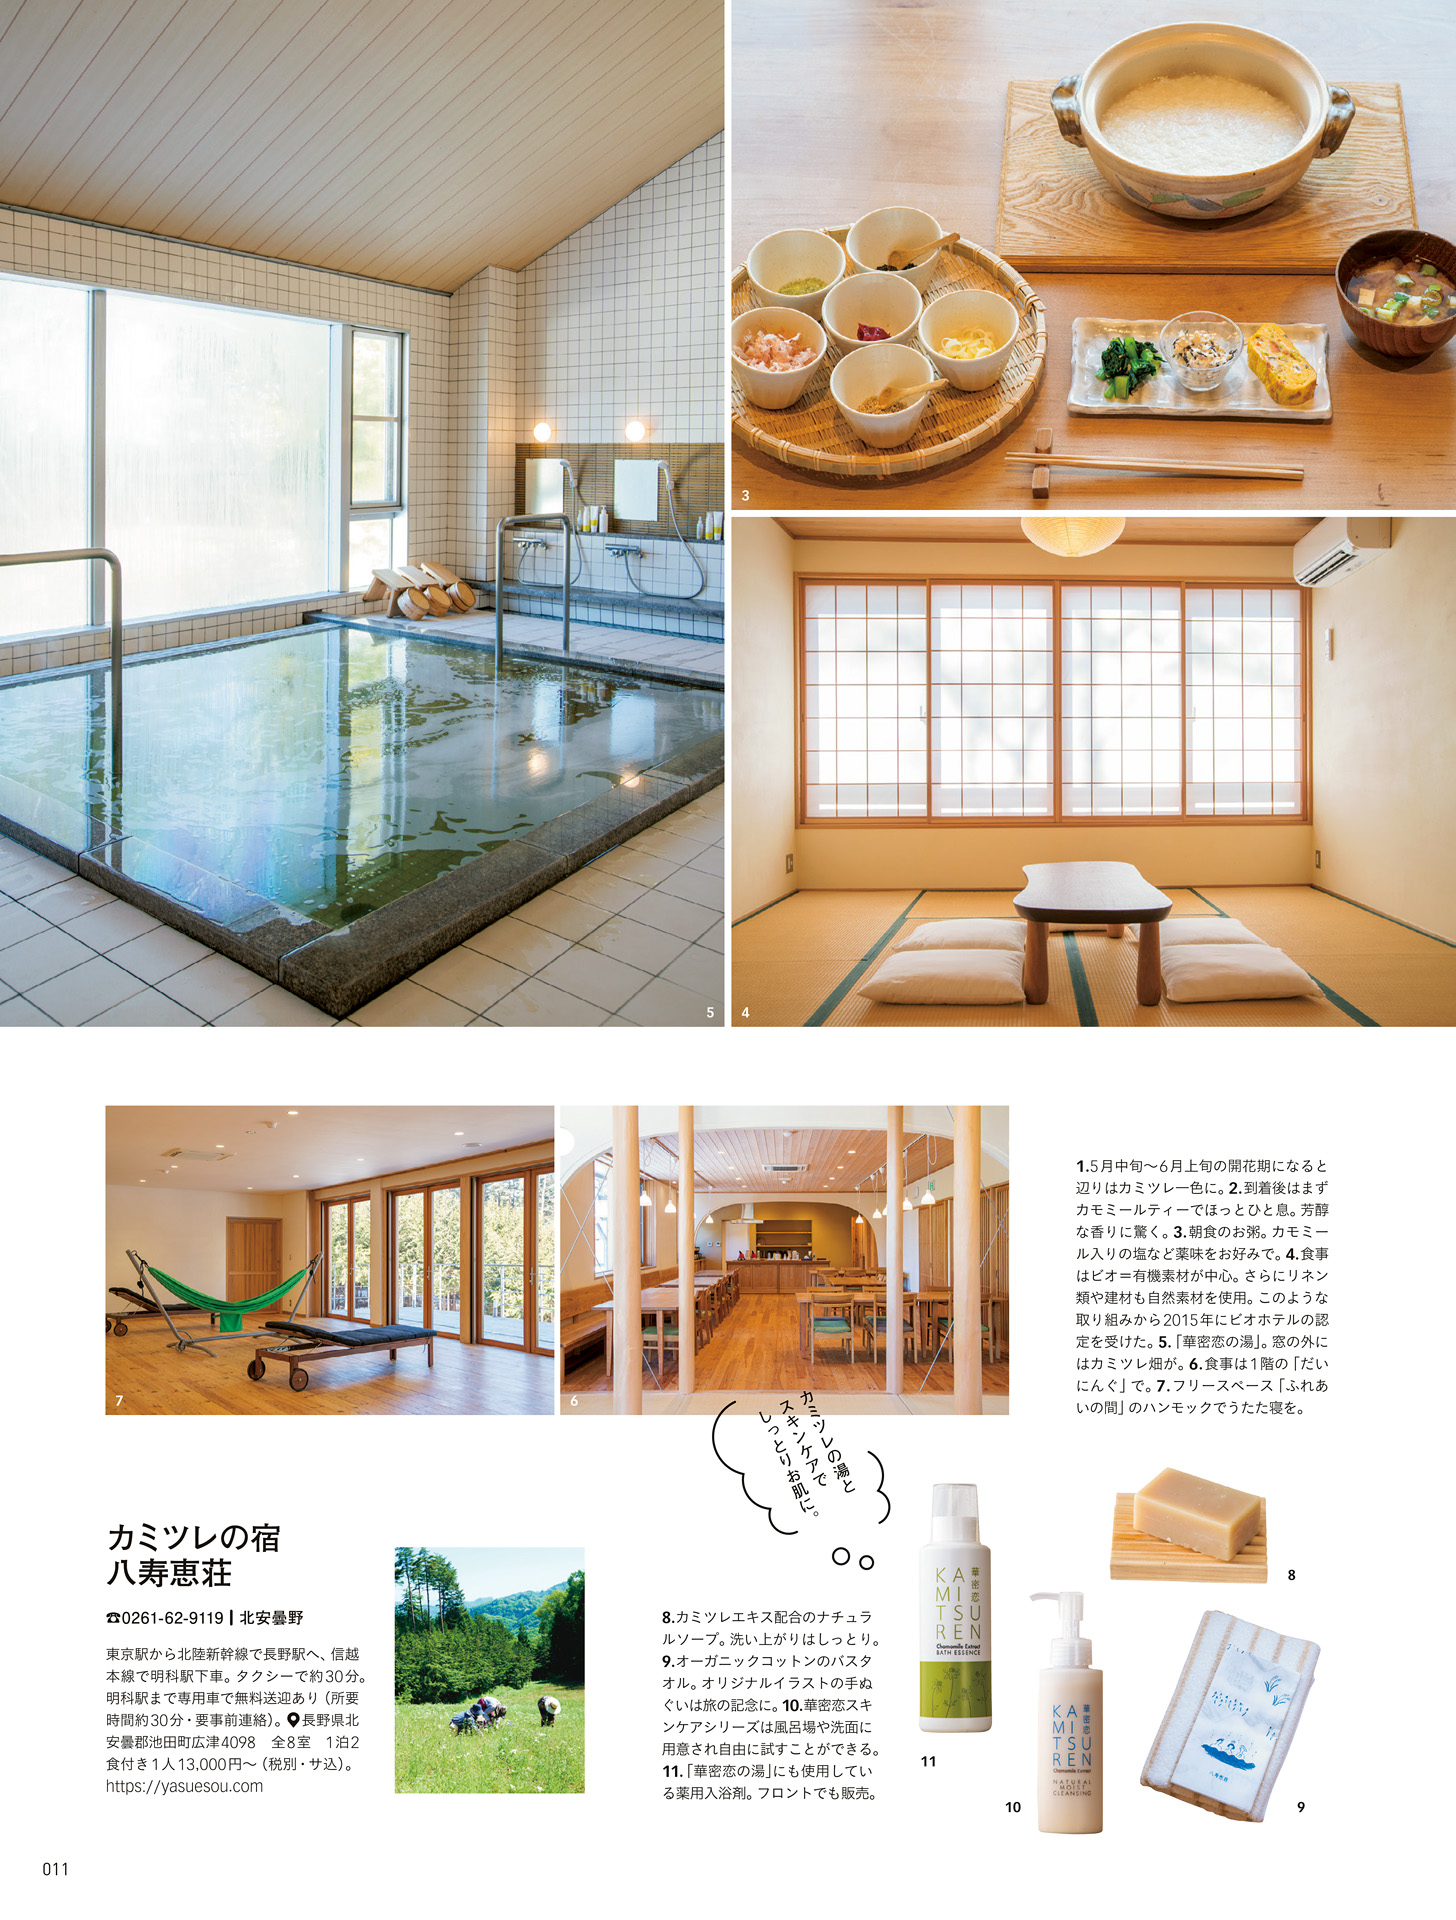 5
3
4
7
6
1.5月中旬〜6月上旬の開花期になると
辺りはカミツレ一色に。2.到着後はまず
カモミールティーでほっとひと息。芳醇
な香りに驚く。3.朝食のお粥。カモミー
ル入りの塩など薬味をお好みで。4.食事
はビオ＝有機素材が中心。さらにリネン
類や建材も自然素材を使用。このような
取り組みから2015年にビオホテルの認
定を受けた。5.「華密恋の湯」。窓の外に
はカミツレ畑が。6.食事は1階の「だい
にんぐ」で。7.フリースペース「ふれあ
いの間」のハンモックでうたた寝を。
カミツレの湯と
スキンケアで
しっとりお肌に。
カミツレの宿
八寿恵荘
☎0261-62-9119 | 北安曇野
東京駅から北陸新幹線で長野駅へ、信越
本線で明科駅下車。タクシーで約30分。
明科駅まで専用車で無料送迎あり（所要
時間約30分・要事前連絡）。長野県北
安曇郡池田町広津4098　全8室　1泊2
食付き1人13,000円〜（税別・サ込）。
https://yasuesou.com
8.カミツレエキス配合のナチュラ
ルソープ。洗い上がりはしっとり。
9.オーガニックコットンのバスタ
オル。オリジナルイラストの手ぬ
ぐいは旅の記念に。10.華密恋スキ
ンケアシリーズは風呂場や洗面に
用意され自由に試すことができる。
11.「華密恋の湯」にも使用してい
る薬用入浴剤。フロントでも販売。
KA
MI
TSU
REN
華密恋
Chamomile Extract
BATH ESSENCE
11
KA
MI
TSU
REN
華密恋
Chamomile Extract
NATURAL
MOIST
CLEANSING
10
8
八寿恵荘
9
011